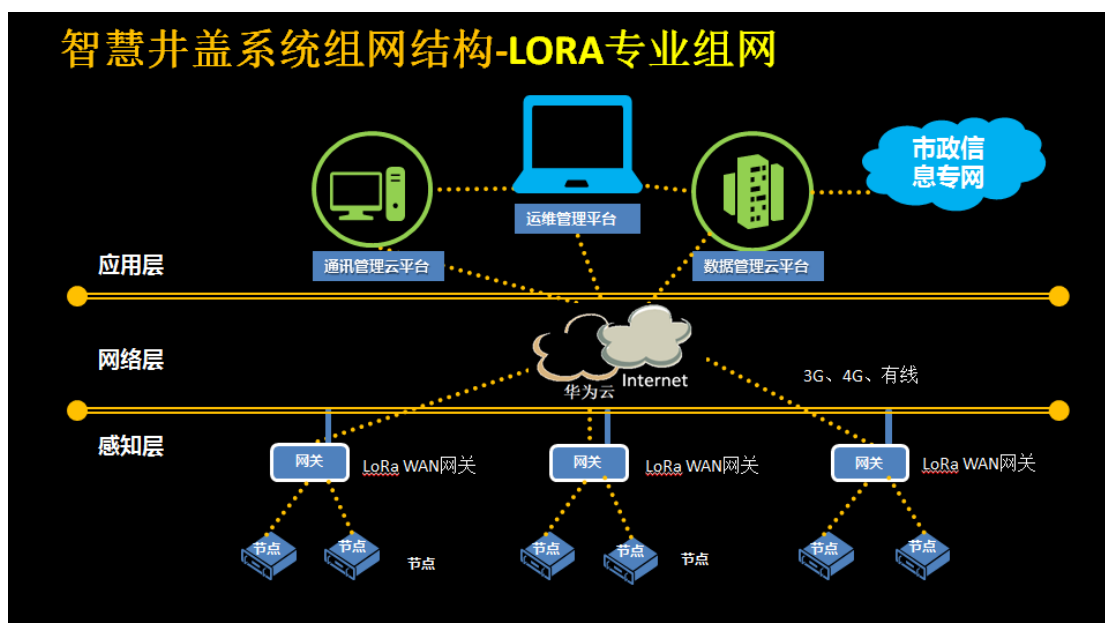 智慧井盖系统组网结构-LORA专业组网
市政信
息专网
运维管理平台
通讯管理云平台
数据管理云平台
应用层
网络层
华为云
Internet
3G、4G、有线
感知层
网关
LoRa WAN网关
网关
LoRa WAN网关
网关
LoRa WAN网关
节点
节点
节点
节点
节点
节点
节点
节点